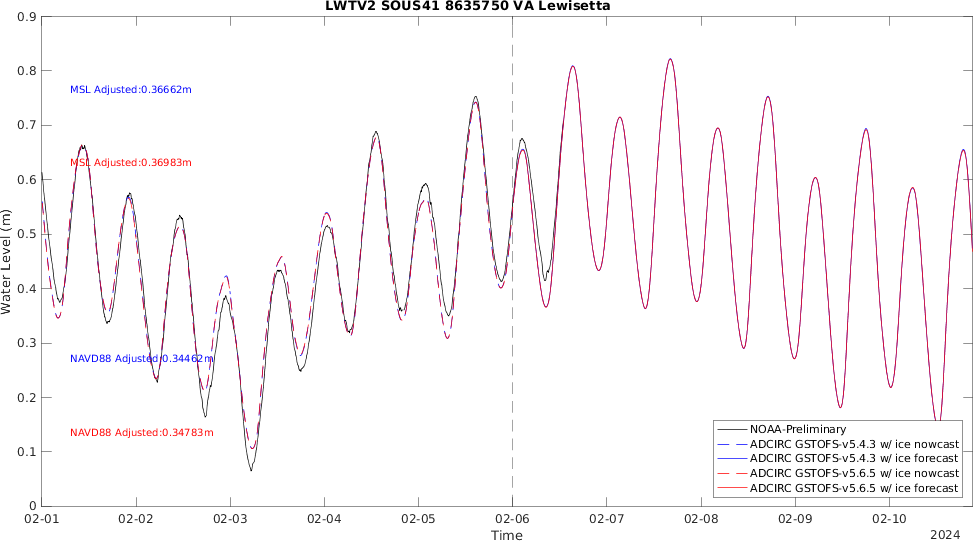 LWTV2 SOUS41 8635750 VA Lewisetta
0.9
0.8
0.7
0.6
0.5
0.4
0.3
0.2
0.1
0
Water Level (m)
MSL Adjusted:0.36662m
MSL Adjusted:0.36983m
NAVD88 Adjusted:0.34462m
NAVD88 Adjusted:0.34783m
NOAA-Preliminary
ADCIRC GSTOFS-v5.4.3 w/ ice nowcast
ADCIRC GSTOFS-v5.4.3 w/ ice forecast
ADCIRC GSTOFS-v5.6.5 w/ ice nowcast
ADCIRC GSTOFS-v5.6.5 w/ ice forecast
02-01 02-02 02-03 02-04 02-05 02-06 02-07 02-08 02-09 02-10
Time
2024